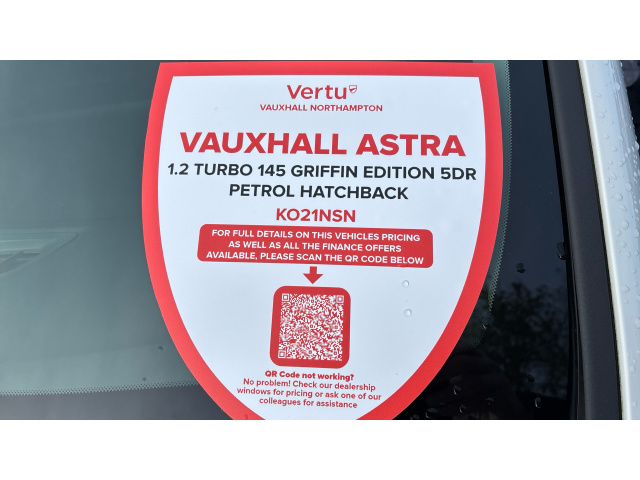 Vertu
VAUXHALL NORTHAMPTON
VAUXHALL ASTRA
1.2 TURBO 145 GRIFFIN EDITION 5DR
PETROL HATCHBACK
KO21NSN
FOR FULL DETAILS ON THIS VEHICLES PRICING
AS WELL AS ALL THE FINANCE OFFERS
AVAILABLE, PLEASE SCAN THE QR CODE BELOW
QR Code not working?
No problem! Check our dealership
windows for pricing or ask one of our
colleagues for assistance